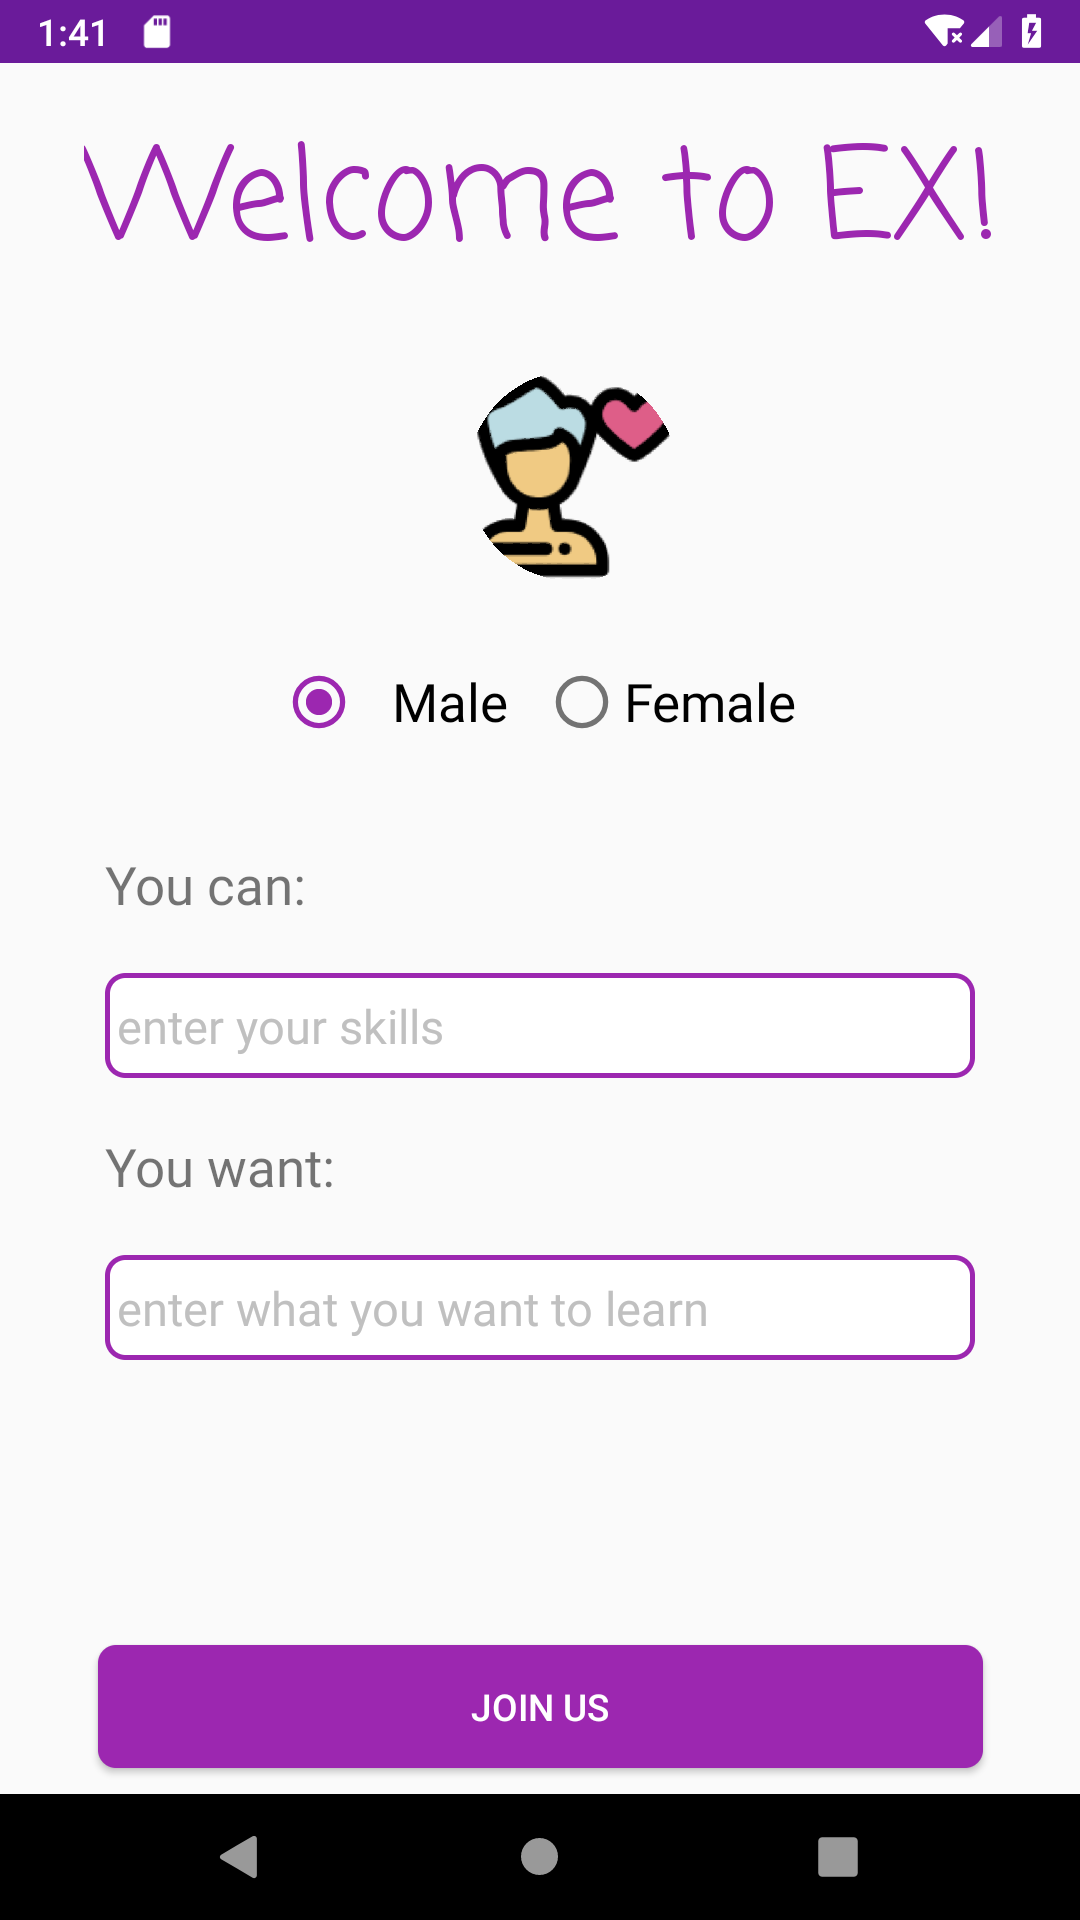 1:41
Welcome to EX!
Male Female
You can:
enter your skills
You want:
enter what you want to learn
JOIN US